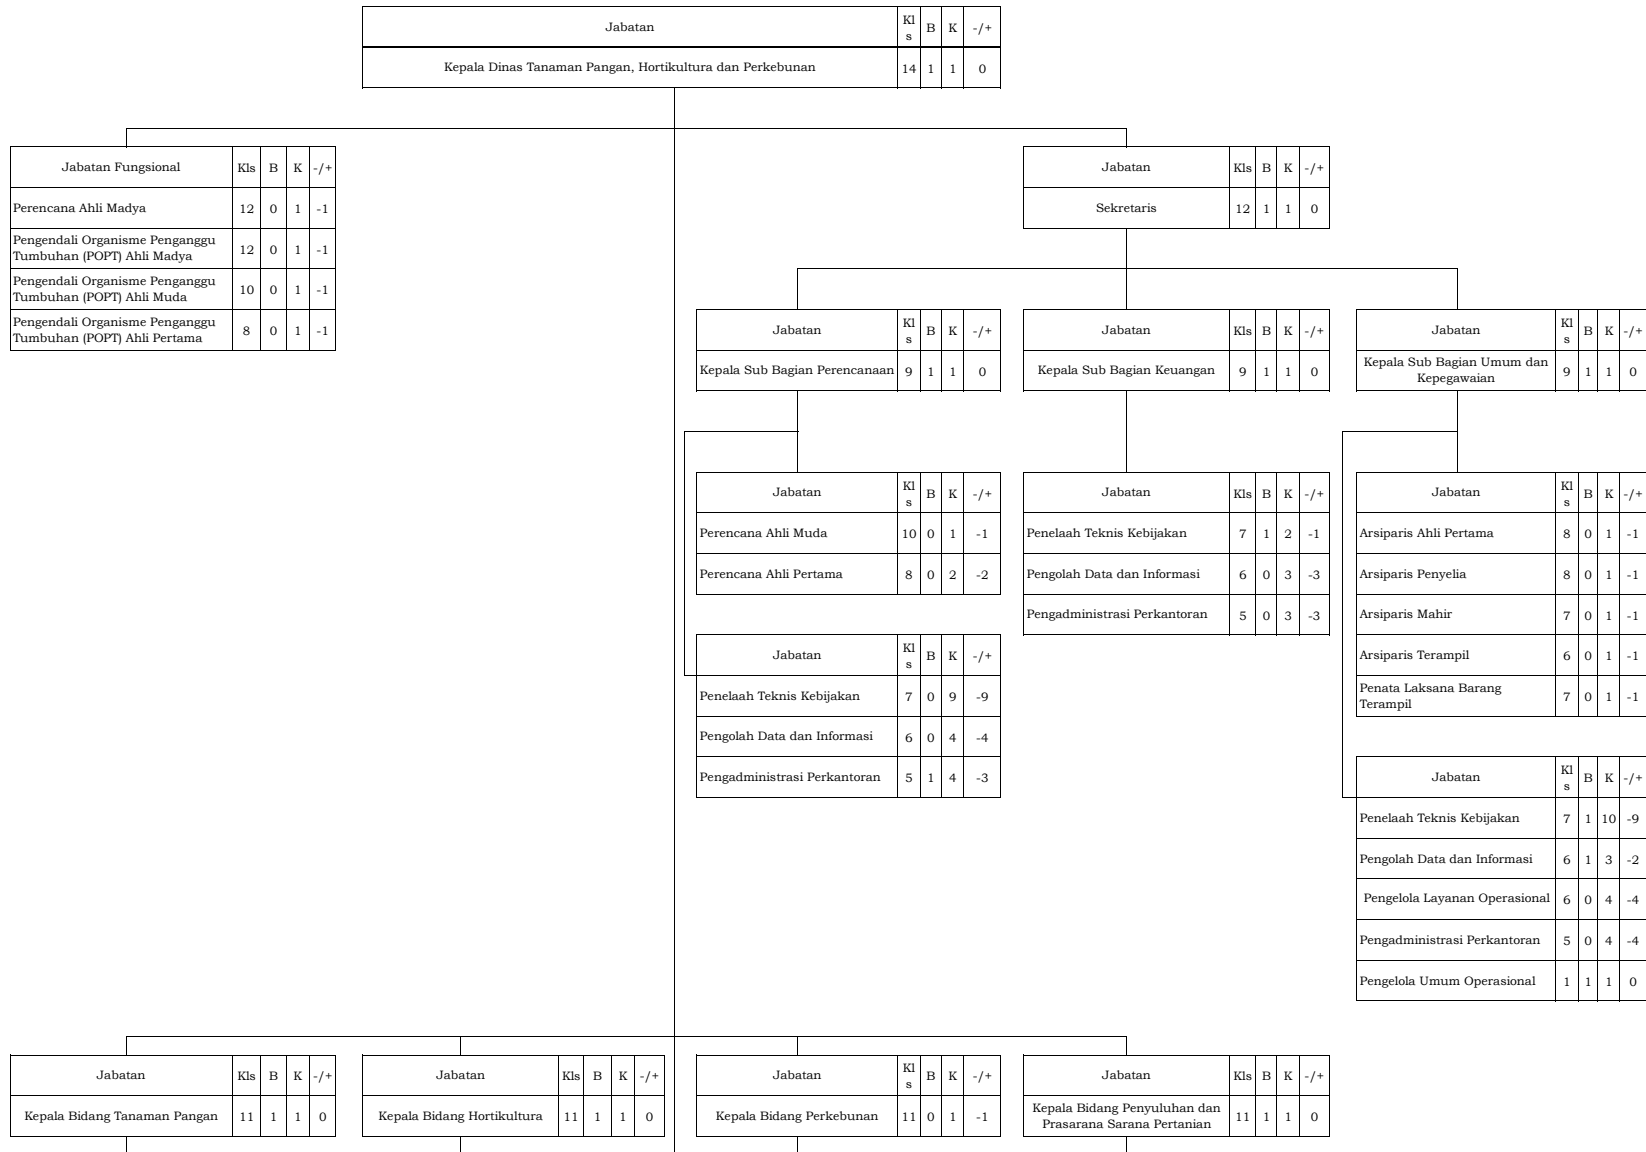 Jabatan Kls B K -/+
Kepala Dinas Tanaman Pangan, Hortikultura dan Perkebunan 14 1 1 0
Jabatan Fungsional Kls B K -/+
Perencana Ahli Madya 12 0 1 -1
Pengendali Organisme Penganggu
Tumbuhan (POPT) Ahli Madya 12 0 1 -1
Pengendali Organisme Penganggu
Tumbuhan (POPT) Ahli Muda 10 0 1 -1
Pengendali Organisme Penganggu
Tumbuhan (POPT) Ahli Pertama 8 0 1 -1
Jabatan Kls B K -/+
Sekretaris 12 1 1 0
Jabatan Kls B K -/+
Kepala Sub Bagian Perencanaan 9 1 1 0
Jabatan Kls B K -/+
Kepala Sub Bagian Keuangan 9 1 1 0
Jabatan Kls B K -/+
Kepala Sub Bagian Umum dan
Kepegawaian 9 1 1 0
Jabatan Kls B K -/+
Perencana Ahli Muda 10 0 1 -1
Perencana Ahli Pertama 8 0 2 -2
Jabatan Kls B K -/+
Penelaah Teknis Kebijakan 7 0 9 -9
Pengolah Data dan Informasi 6 0 4 -4
Pengadministrasi Perkantoran 5 1 4 -3
Jabatan Kls B K -/+
Penelaah Teknis Kebijakan 7 1 2 -1
Pengolah Data dan Informasi 6 0 3 -3
Pengadministrasi Perkantoran 5 0 3 -3
Jabatan Kls B K -/+
Arsiparis Ahli Pertama 8 0 1 -1
Arsiparis Penyelia 8 0 1 -1
Arsiparis Mahir 7 0 1 -1
Arsiparis Terampil 6 0 1 -1
Penata Laksana Barang
Terampil 7 0 1 -1
Jabatan Kls B K -/+
Penelaah Teknis Kebijakan 7 1 10 -9
Pengolah Data dan Informasi 6 1 3 -2
Pengelola Layanan Operasional 6 0 4 -4
Pengadministrasi Perkantoran 5 0 4 -4
Pengelola Umum Operasional 1 1 1 0
Jabatan Kls B K -/+
Kepala Bidang Tanaman Pangan 11 1 1 0
Jabatan Kls B K -/+
Kepala Bidang Hortikultura 11 1 1 0
Jabatan Kls B K -/+
Kepala Bidang Perkebunan 11 0 1 -1
Jabatan Kls B K -/+
Kepala Bidang Penyuluhan dan
Prasarana Sarana Pertanian 11 1 1 0